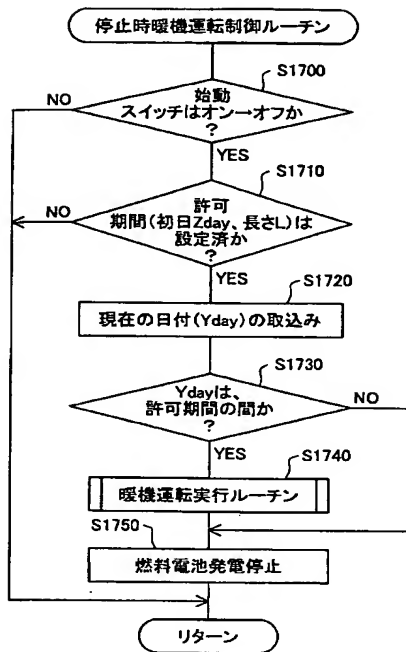 停止時暖機運転制御ルーチン
S1700
NO
始動
スイッチはオン→オフか
?
YES
S1710
NO
許可
期間(初日Zday、長さL)は
設定済か
?
YES
S1720
現在の日付(Yday)の取込み
S1730
Ydayは、
許可期間の間か
?
NO
YES
S1740
暖機運転実行ルーチン
S1750
燃料電池発電停止
リターン